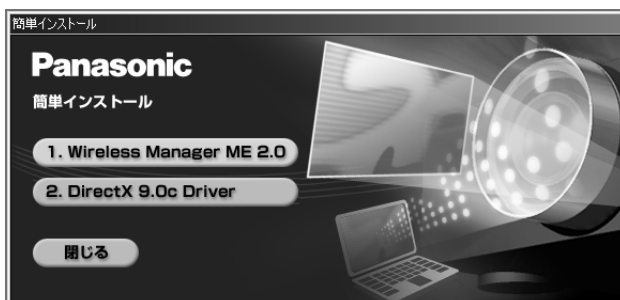 簡単インストール
Panasonic
簡単インストール
1. Wireless Manager ME 2.0
2. DirectX 9.0c Driver
閉じる